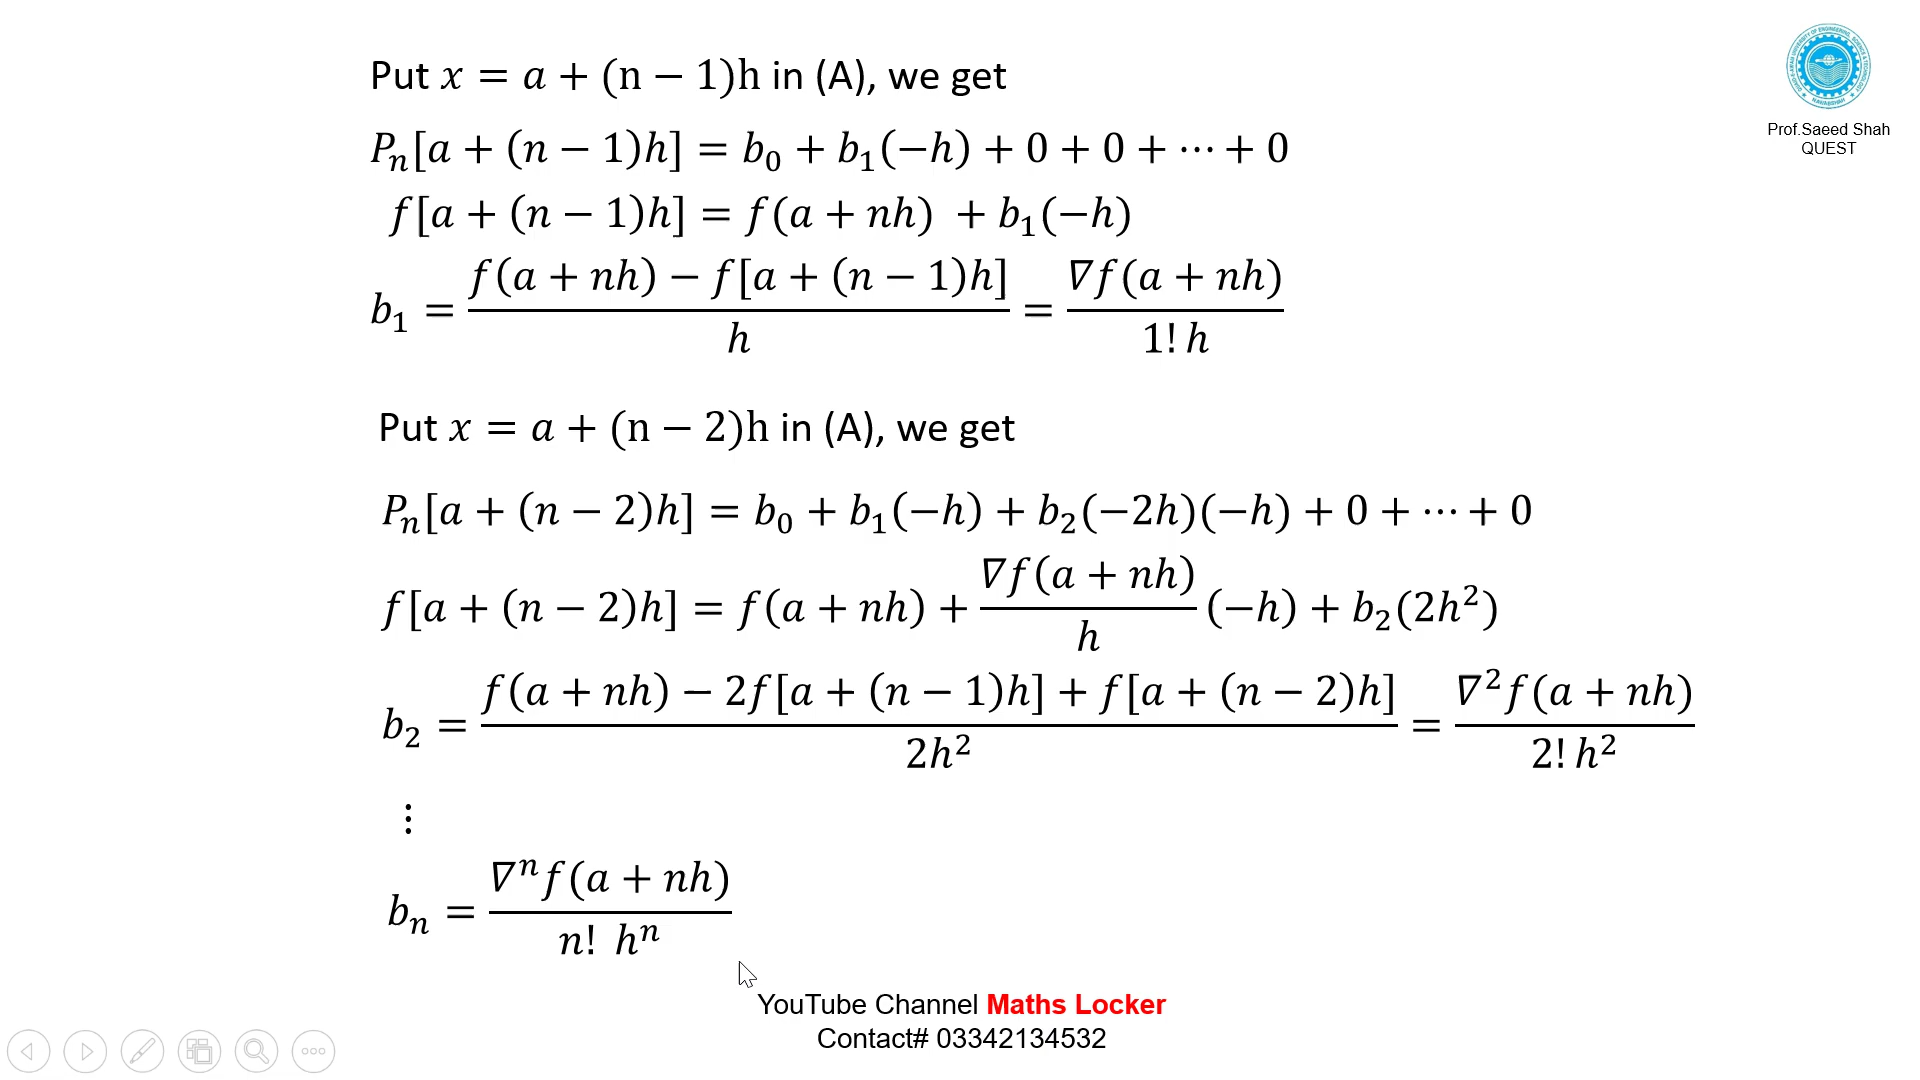 Put x = a + (n − 1)h in (A), we get
Pₙ[a + (n − 1)h] = b₀ + b₁(−h) + 0 + 0 + ⋯ + 0
f[a + (n − 1)h] = f(a + nh) + b₁(−h)
b₁ = f(a + nh) − f[a + (n − 1)h] / h = ∇f(a + nh) / 1! h
Put x = a + (n − 2)h in (A), we get
Pₙ[a + (n − 2)h] = b₀ + b₁(−h) + b₂(−2h)(−h) + 0 + ⋯ + 0
f[a + (n − 2)h] = f(a + nh) + ∇f(a + nh) / h (−h) + b₂(2h²)
b₂ = f(a + nh) − 2f[a + (n − 1)h] + f[a + (n − 2)h] / 2h² = ∇²f(a + nh) / 2! h²
⋮
bₙ = ∇ⁿf(a + nh) / n! hⁿ
Prof.Saeed Shah
QUEST
YouTube Channel Maths Locker
Contact# 03342134532